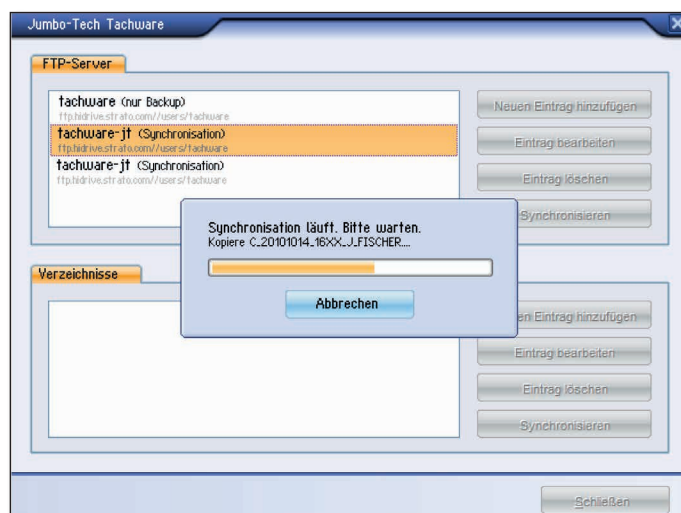 Jumbo-Tech Tachware
FTP-Server
tachware (nur Backup)
ftp.hidrive.strato.com//users/tachware
tachware-jt (Synchronisation)
ftp.hidrive.strato.com//users/tachware
tachware-jt (Synchronisation)
ftp.hidrive.strato.com//users/tachware
Neuen Eintrag hinzufügen
Eintrag bearbeiten
Eintrag löschen
Synchronisieren
Synchronisation läuft. Bitte warten.
Kopiere C_20101014_16XX_J_FISCHER....
Abbrechen
Verzeichnisse
en Eintrag hinzufügen
Eintrag bearbeiten
Eintrag löschen
Synchronisieren
Schließen